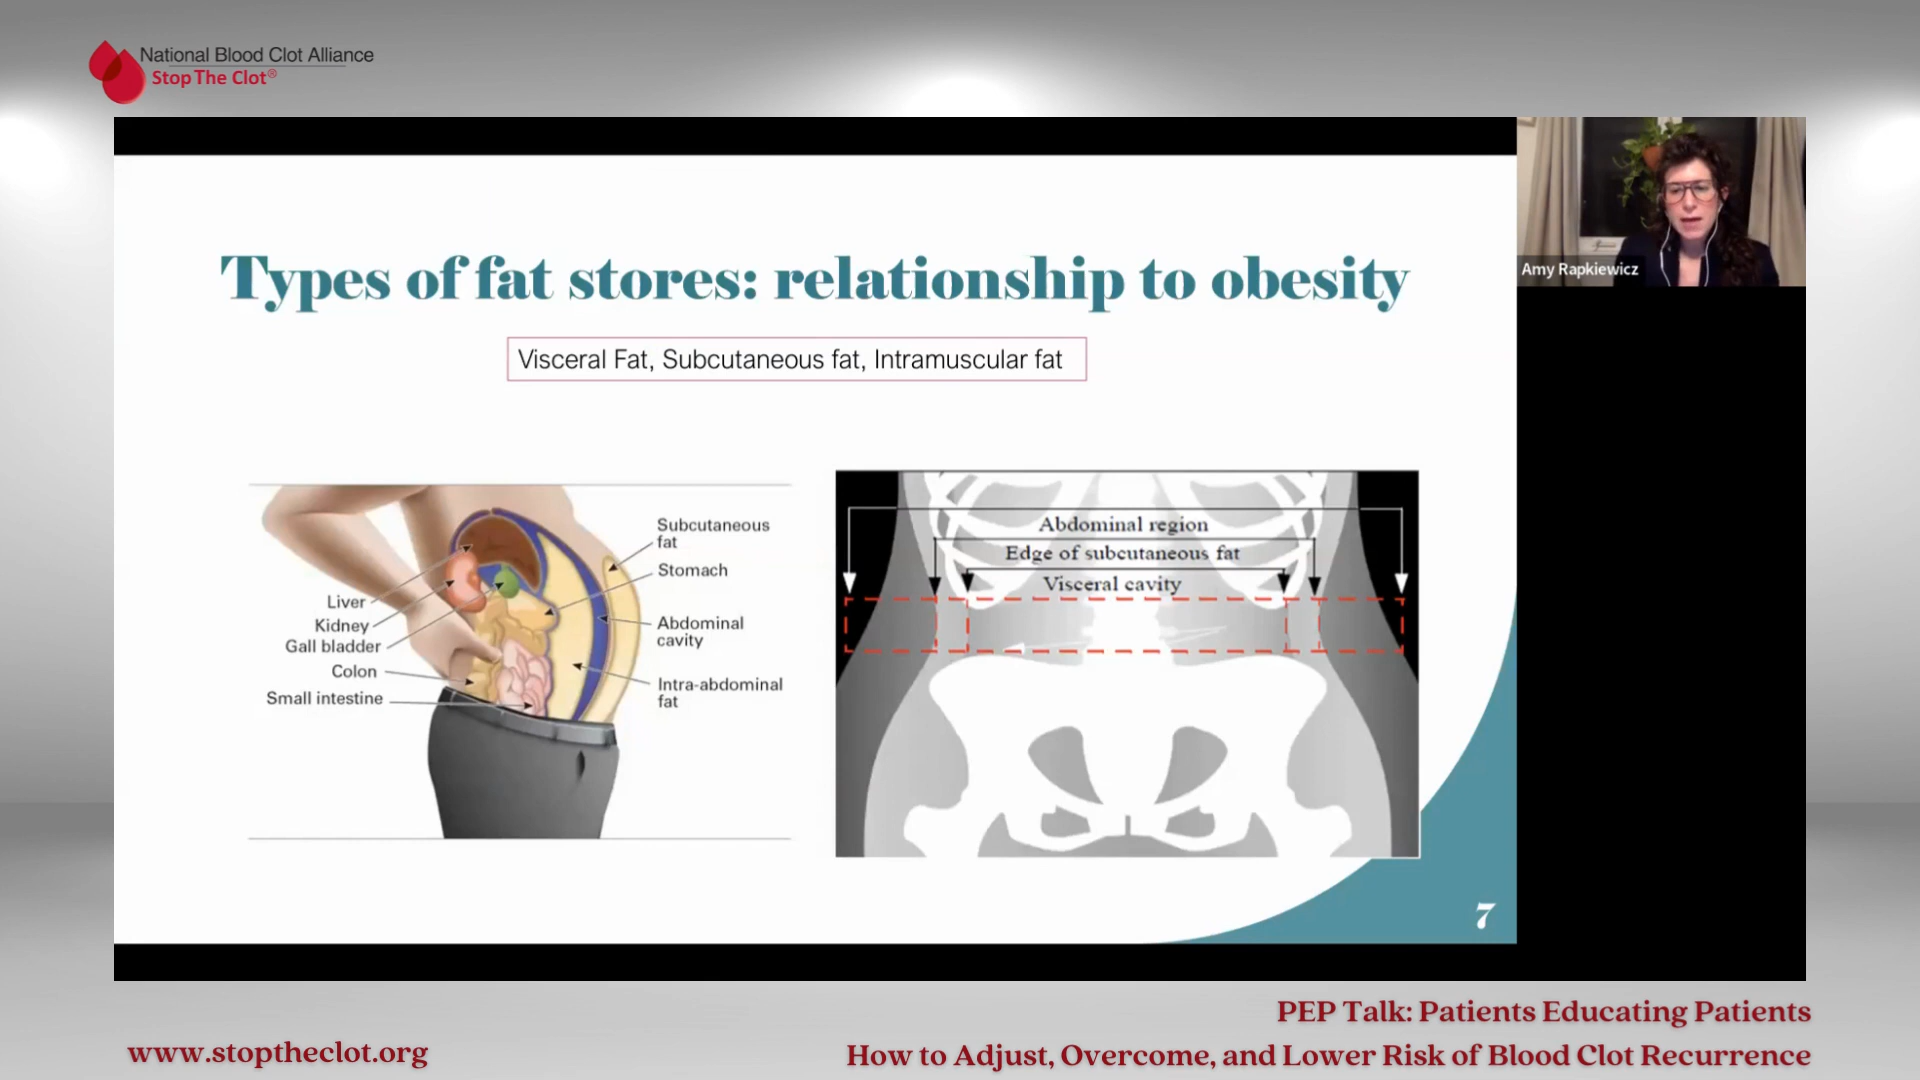 National Blood Clot Alliance
Stop The Clot®
Amy Rapkiewicz
Types of fat stores: relationship to obesity
Visceral Fat, Subcutaneous fat, Intramuscular fat
Subcutaneous
fat
Stomach
Abdominal
cavity
Intra-abdominal
fat
Liver
Kidney
Gall bladder
Colon
Small intestine
Abdominal region
Edge of subcutaneous fat
Visceral cavity
7
PEP Talk: Patients Educating Patients
www.stoptheclot.org
How to Adjust, Overcome, and Lower Risk of Blood Clot Recurrence